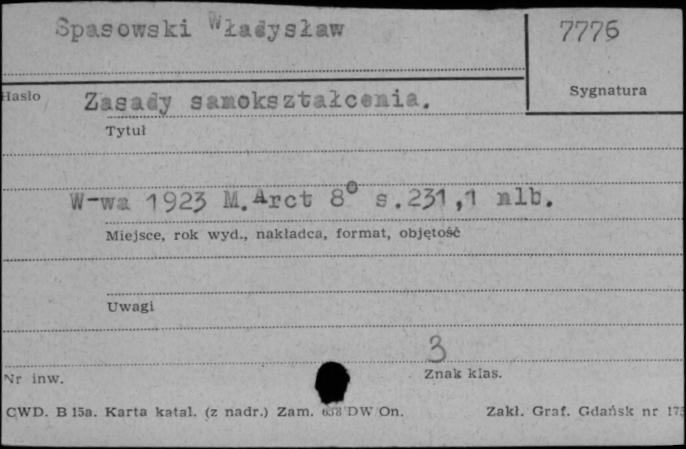 Spasowski Władysław
7776
Hasło
Sygnatura
Zasady samokształcenia.
Tytuł
W-wa 1923 M.Arct 8° s.231,1 nlb.
Miejsce, rok wyd., nakładca, format, objętość
Uwagi
3
Nr inw.
Znak klas.
CWD. B 15a. Karta katal. (z nadr.) Zam. DW On.
Zakł. Graf. Gdańsk nr 175